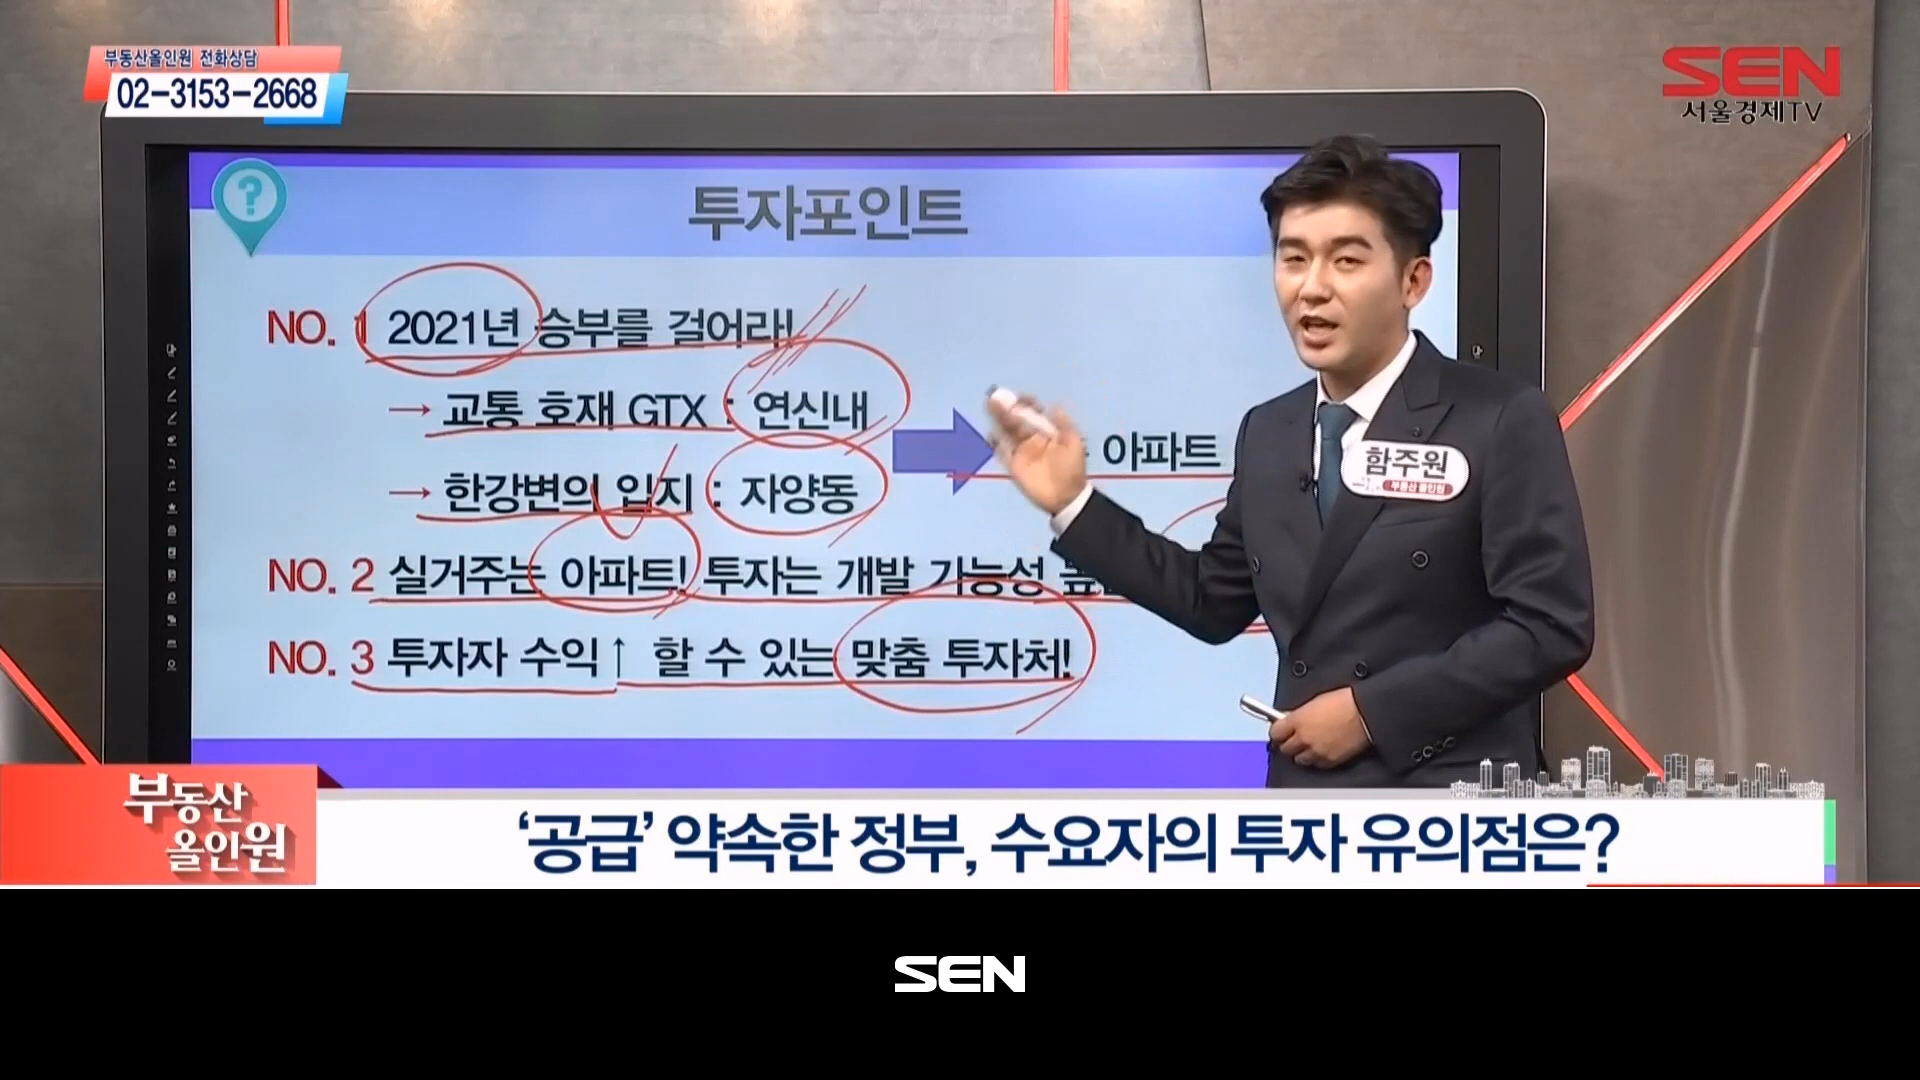 부동산올인원 전화상담
02-3153-2668
SEN
서울경제TV
투자포인트
NO. 1 2021년 승부를 걸어라!
→ 교통 호재 GTX : 연신내
→ 한강변의 입지 : 자양동
아파트
NO. 2 실거주는 아파트! 투자는 개발 가능성
NO. 3 투자자 수익↑ 할 수 있는 맞춤 투자처!
함주원
부동산 올인원
부동산
올인원
‘공급’ 약속한 정부, 수요자의 투자 유의점은?
SEN